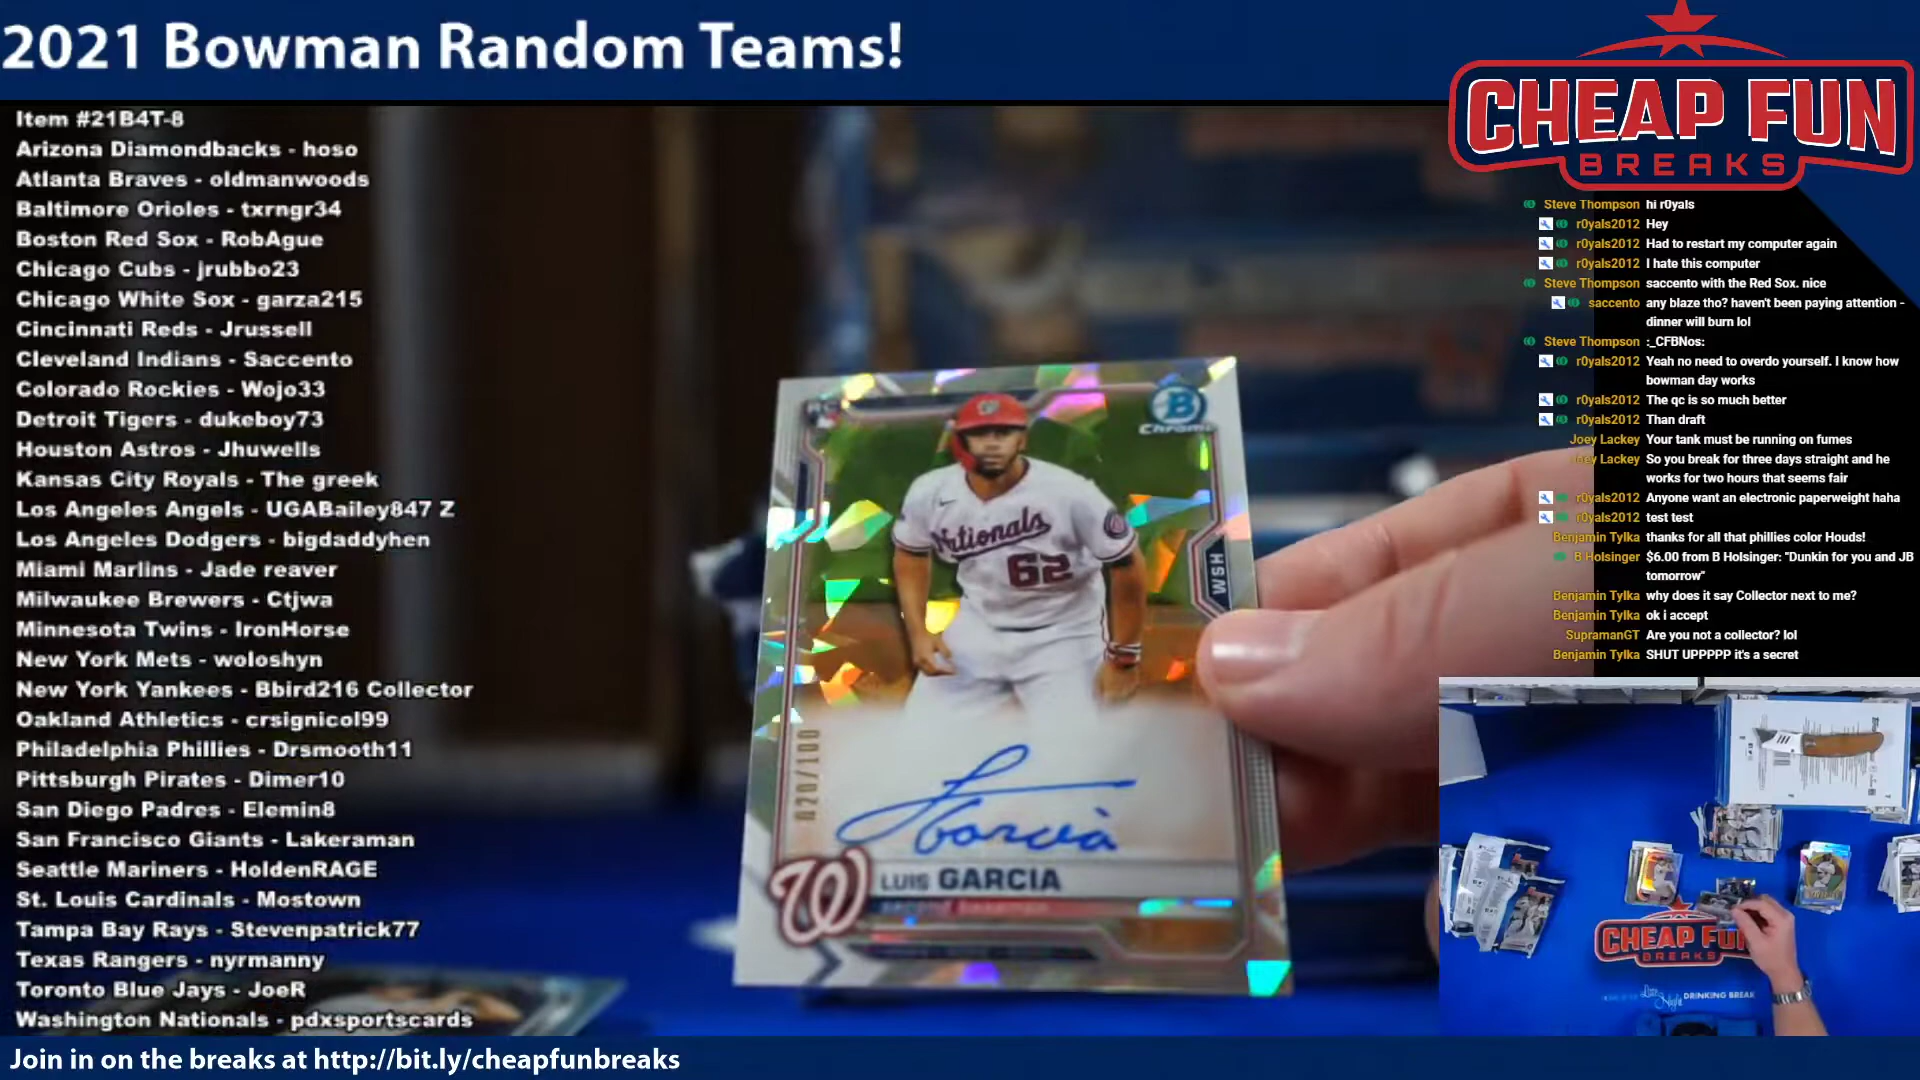 2021 Bowman Random Teams!
CHEAP FUN
BREAKS
Item #21B4T-8
Arizona Diamondbacks - hoso
Atlanta Braves - oldmanwoods
Baltimore Orioles - txrngr34
Boston Red Sox - RobAgue
Chicago Cubs - jrubbo23
Chicago White Sox - garza215
Cincinnati Reds - Jrussell
Cleveland Indians - Saccento
Colorado Rockies - Wojo33
Detroit Tigers - dukeboy73
Houston Astros - Jhuwells
Kansas City Royals - The greek
Los Angeles Angels - UGABailey847 Z
Los Angeles Dodgers - bigdaddyhen
Miami Marlins - Jade reaver
Milwaukee Brewers - Ctjwa
Minnesota Twins - IronHorse
New York Mets - woloshyn
New York Yankees - Bbird216 Collector
Oakland Athletics - crsignicol99
Philadelphia Phillies - Drsmooth11
Pittsburgh Pirates - Dimer10
San Diego Padres - Elemin8
San Francisco Giants - Lakeraman
Seattle Mariners - HoldenRAGE
St. Louis Cardinals - Mostown
Tampa Bay Rays - Stevenpatrick77
Texas Rangers - nyrmanny
Toronto Blue Jays - JoeR
Washington Nationals - pdxsportscards
B
Chrome
Nationals
62
WSH
020/100
L Garcia
W
LUIS GARCIA
second baseman
Steve Thompson hi r0yals
r0yals2012 Hey
r0yals2012 Had to restart my computer again
r0yals2012 I hate this computer
Steve Thompson saccento with the Red Sox. nice
saccento any blaze tho? haven't been paying attention -
dinner will burn lol
Steve Thompson :_CFBNos:
r0yals2012 Yeah no need to overdo yourself. I know how
bowman day works
r0yals2012 The qc is so much better
r0yals2012 Than draft
Joey Lackey Your tank must be running on fumes
Joey Lackey So you break for three days straight and he
works for two hours that seems fair
r0yals2012 Anyone want an electronic paperweight haha
r0yals2012 test test
Benjamin Tylka thanks for all that phillies color Houds!
B Holsinger $6.00 from B Holsinger: "Dunkin for you and JB
tomorrow"
Benjamin Tylka why does it say Collector next to me?
Benjamin Tylka ok i accept
SupramanGT Are you not a collector? lol
Benjamin Tylka SHUT UPPPPP it's a secret
CHEAP FU
BREAKS
DRINKING BREAK
Join in on the breaks at http://bit.ly/cheapfunbreaks